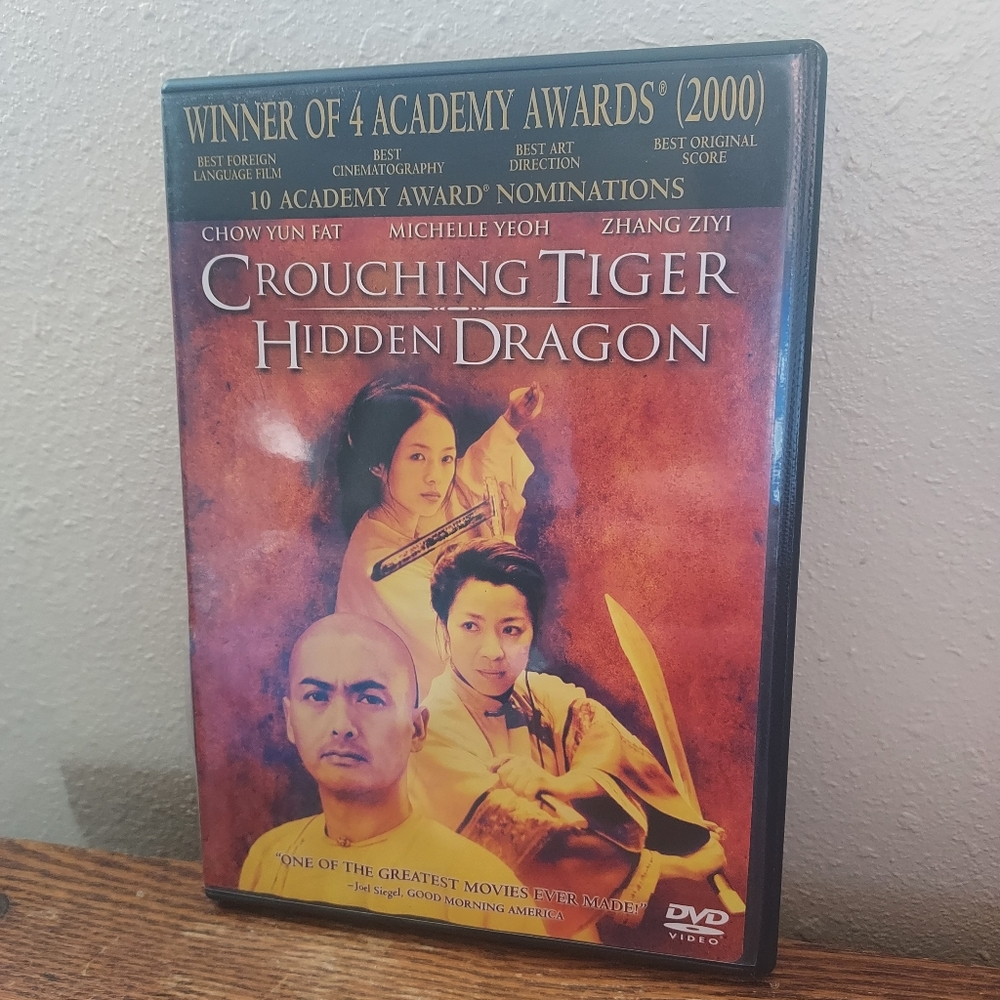 WINNER OF 4 ACADEMY AWARDS® (2000)
BEST FOREIGN
LANGUAGE FILM
BEST
CINEMATOGRAPHY
BEST ART
DIRECTION
BEST ORIGINAL
SCORE
10 ACADEMY AWARD® NOMINATIONS
CHOW YUN FAT MICHELLE YEOH ZHANG ZIYI
CROUCHING TIGER
HIDDEN DRAGON
"ONE OF THE GREATEST MOVIES EVER MADE!"
–Joel Siegel, GOOD MORNING AMERICA
DVD
VIDEO